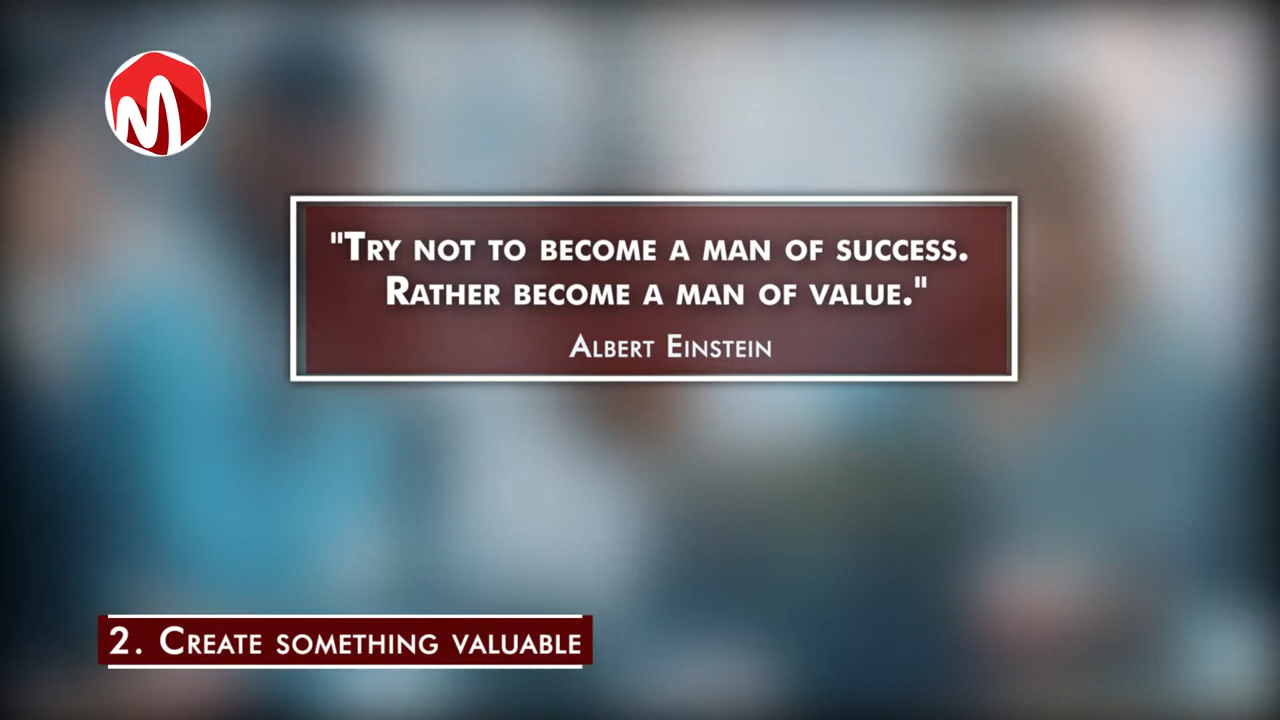 "Try not to become a man of success.
Rather become a man of value."
Albert Einstein
2. Create something valuable